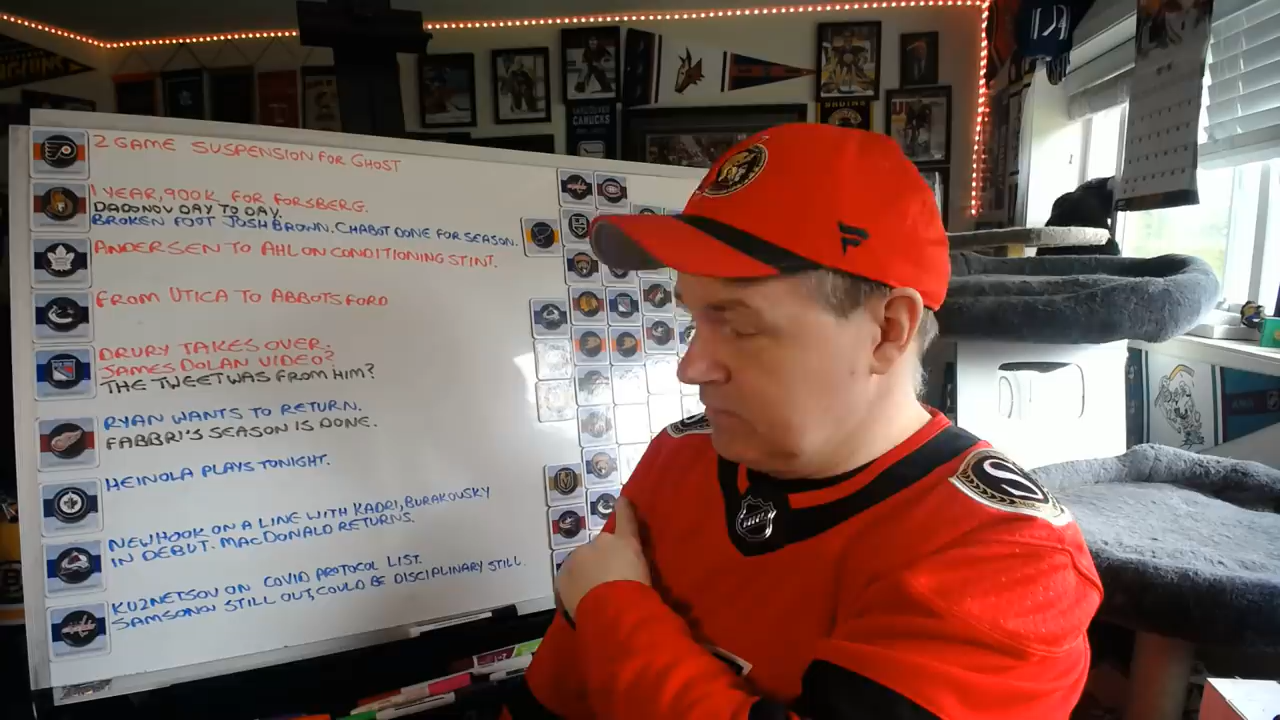 2 GAME SUSPENSION FOR GHOST
1 YEAR, 900K FOR FORSBERG.
DADONOV DAY TO DAY.
BROKEN FOOT JOSH BROWN. CHABOT DONE FOR SEASON.
ANDERSEN TO AHL ON CONDITIONING STINT.
FROM UTICA TO ABBOTSFORD
DRURY TAKES OVER.
JAMES DOLAN VIDEO?
THE TWEET WAS FROM HIM?
RYAN WANTS TO RETURN.
FABBRI'S SEASON IS DONE.
HEINOLA PLAYS TONIGHT.
NEWHOOK ON A LINE WITH KADRI, BURAKOVSKY
IN DEBUT. MACDONALD RETURNS.
KUZNETSOV ON COVID PROTOCOL LIST.
SAMSONOV STILL OUT, COULD BE DISCIPLINARY STILL.
VANCOUVER
CANUCKS
BRUINS
NHL